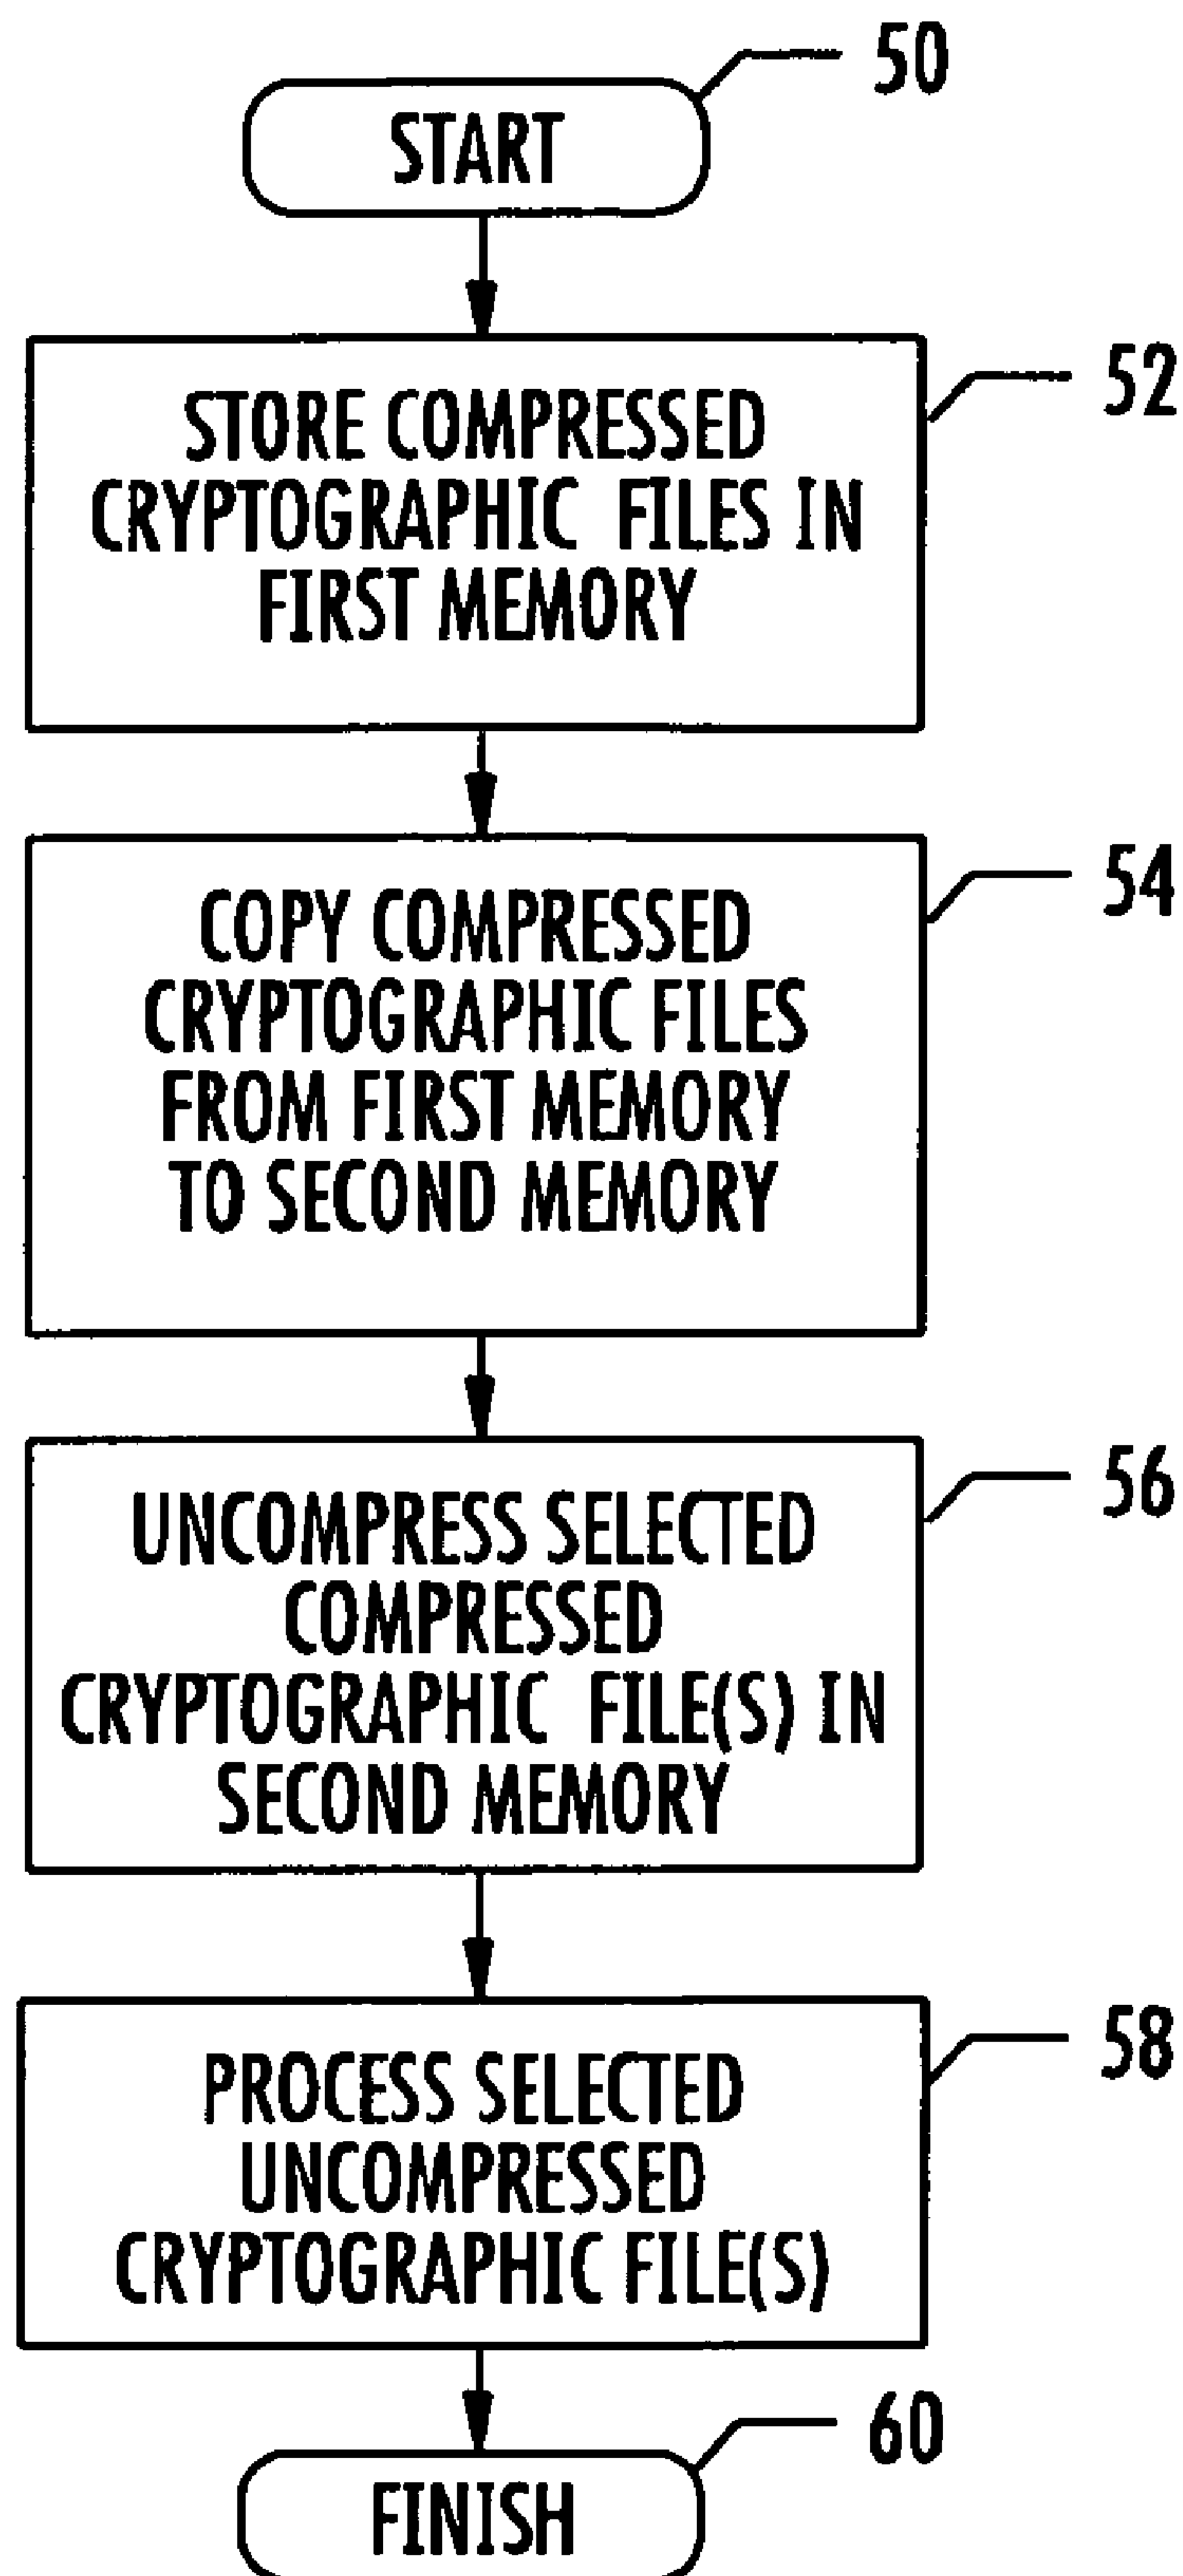 50
START
52
STORE COMPRESSED
CRYPTOGRAPHIC FILES IN
FIRST MEMORY
54
COPY COMPRESSED
CRYPTOGRAPHIC FILES
FROM FIRST MEMORY
TO SECOND MEMORY
56
UNCOMPRESS SELECTED
COMPRESSED
CRYPTOGRAPHIC FILE(S) IN
SECOND MEMORY
58
PROCESS SELECTED
UNCOMPRESSED
CRYPTOGRAPHIC FILE(S)
60
FINISH